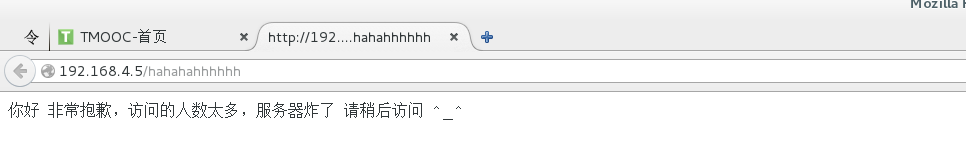 Mozilla
令 T TMOOC-首页 × http://192....hahahhhhhh ×
192.168.4.5/hahahahhhhhh
你好 非常抱歉，访问的人数太多，服务器炸了 请稍后访问 ^_^